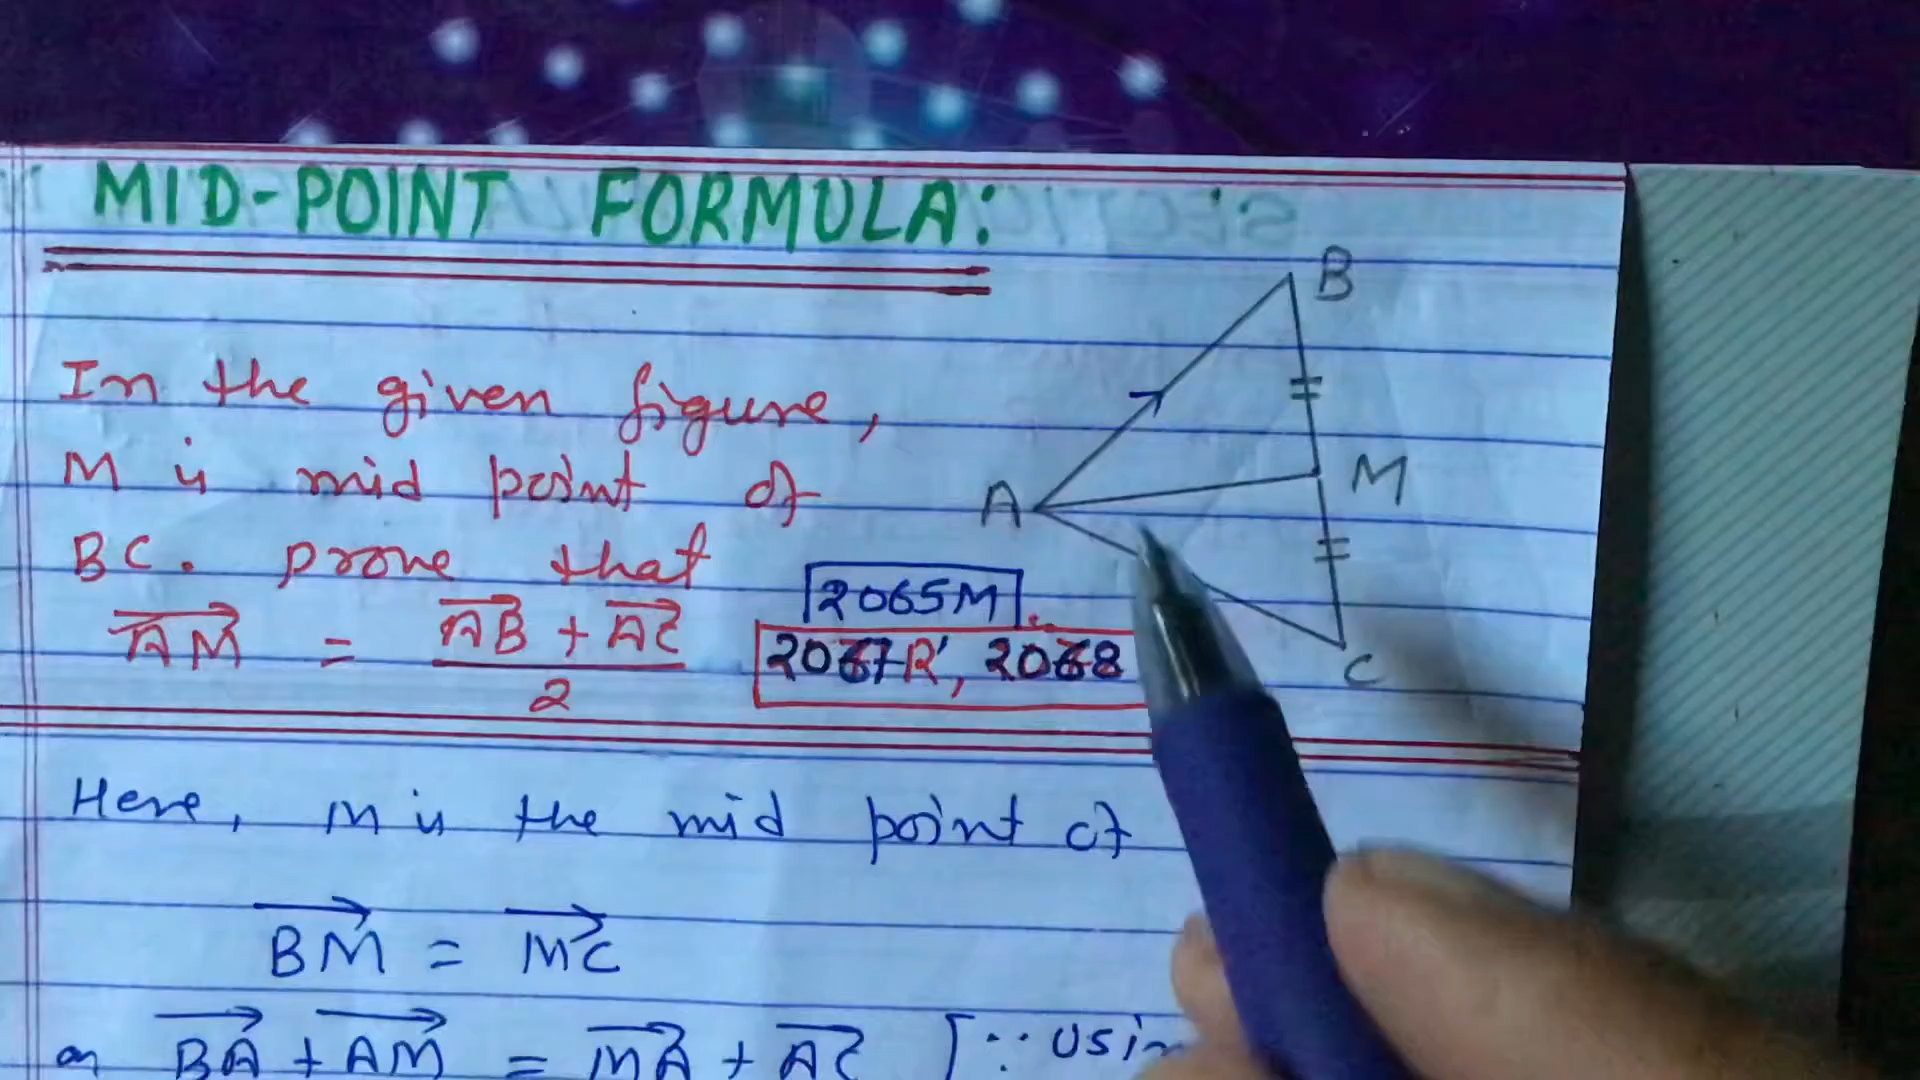 MID-POINT FORMULA:
In the given figure,
M is mid point of
BC. prove that
AM = AB + AC
2
2065M
2067R', 2068
B
M
A
C
Here, M is the mid point of
BM = MC
or BA + AM = MA + AC [∵ Usin